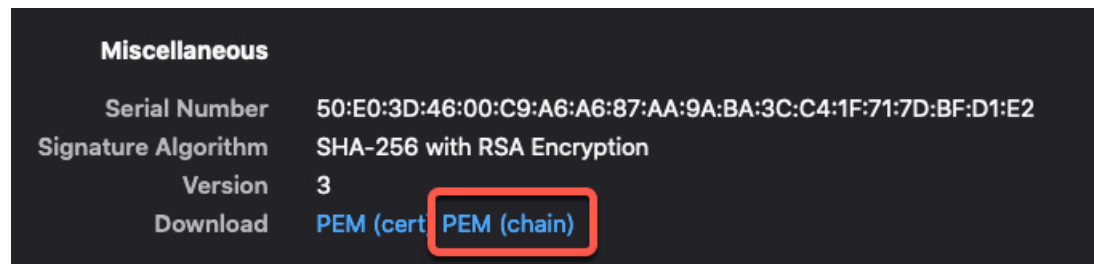 Miscellaneous
Serial Number 50:E0:3D:46:00:C9:A6:A6:87:AA:9A:BA:3C:C4:1F:71:7D:BF:D1:E2
Signature Algorithm SHA-256 with RSA Encryption
Version 3
Download PEM (cert) PEM (chain)